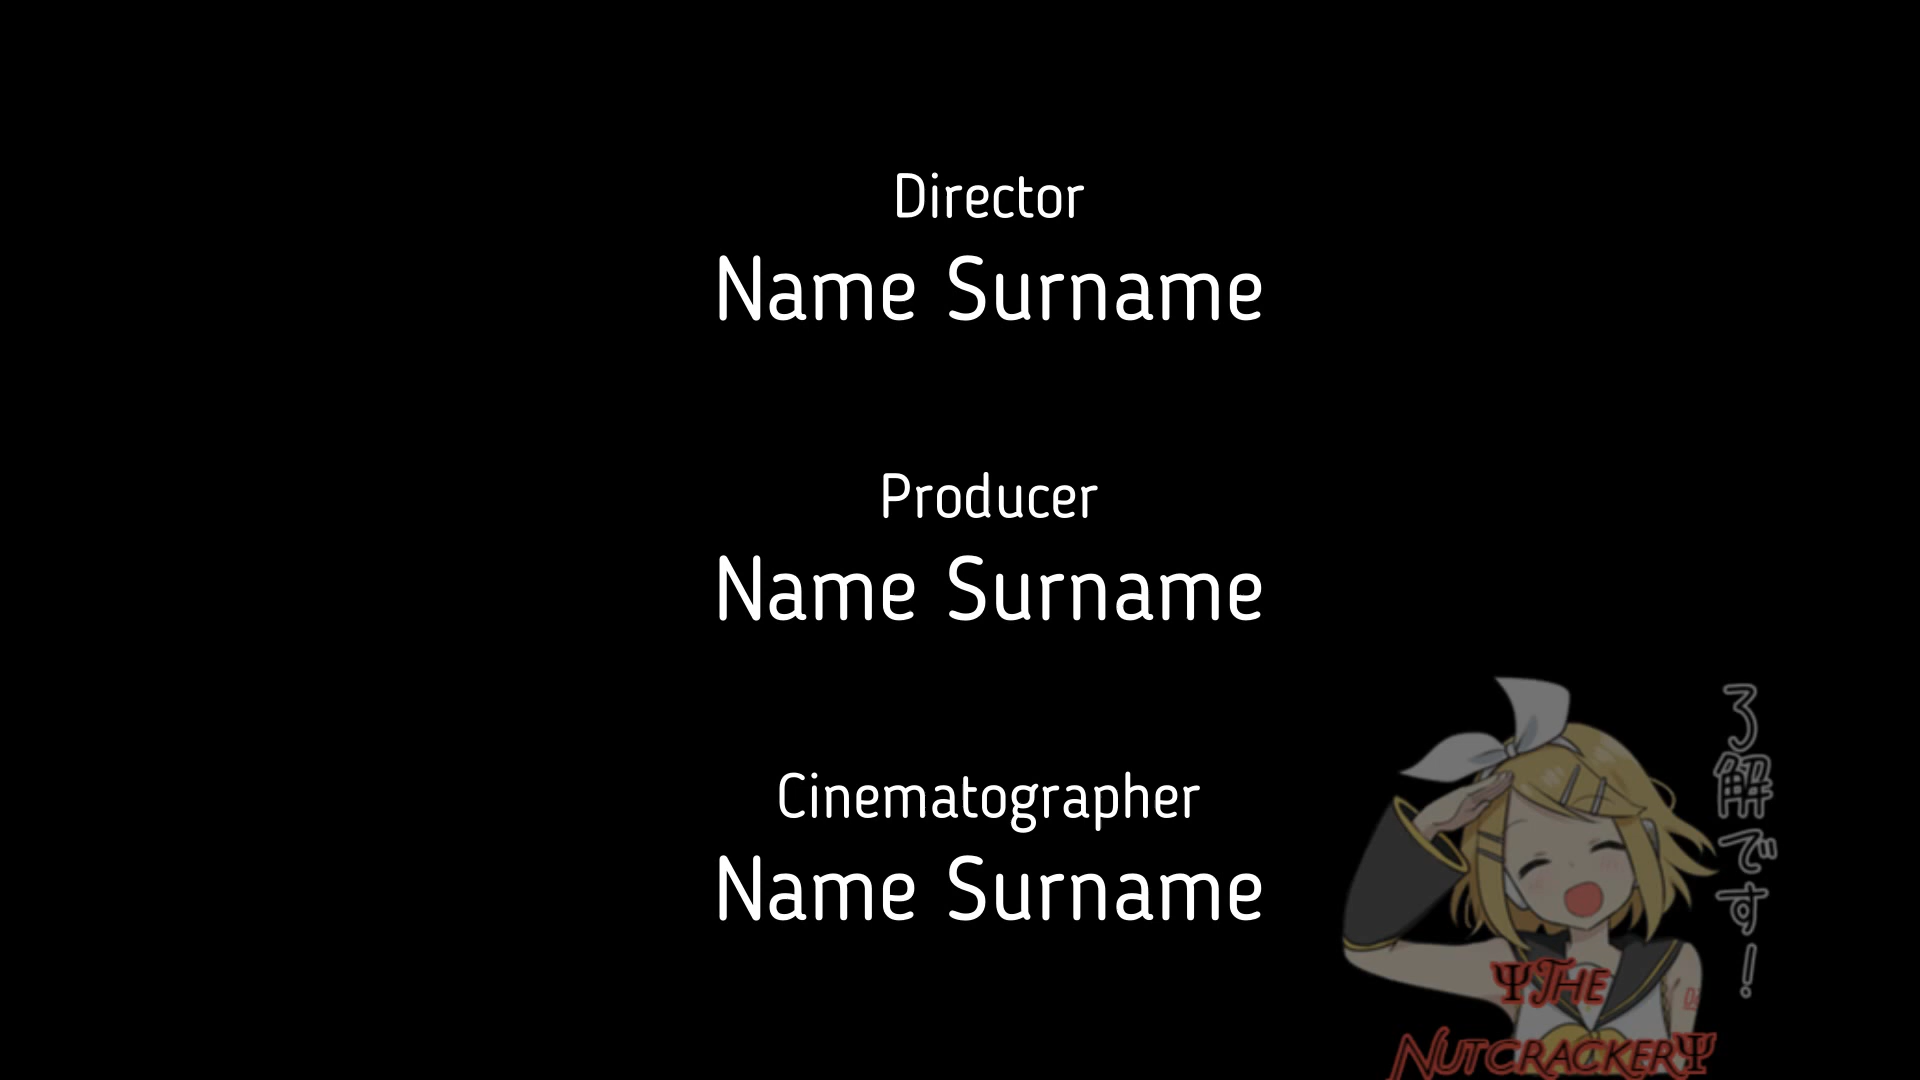 Director
Name Surname
Producer
Name Surname
Cinematographer
Name Surname
了解です！
ΨTHE
NUTCRACKERΨ